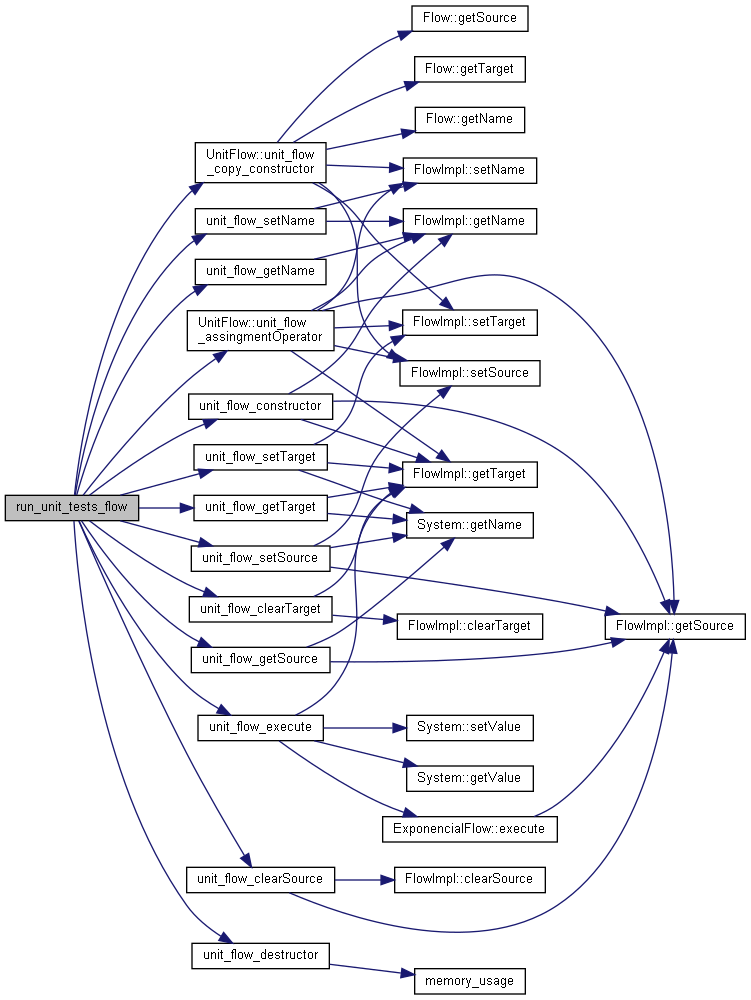 Flow::getSource
Flow::getTarget
Flow::getName
UnitFlow::unit_flow
_copy_constructor
FlowImpl::setName
unit_flow_setName
FlowImpl::getName
unit_flow_getName
UnitFlow::unit_flow
_assingmentOperator
FlowImpl::setTarget
FlowImpl::setSource
unit_flow_constructor
unit_flow_setTarget
FlowImpl::getTarget
run_unit_tests_flow
unit_flow_getTarget
System::getName
unit_flow_setSource
unit_flow_clearTarget
FlowImpl::clearTarget
FlowImpl::getSource
unit_flow_getSource
unit_flow_execute
System::setValue
System::getValue
ExponencialFlow::execute
unit_flow_clearSource
FlowImpl::clearSource
unit_flow_destructor
memory_usage